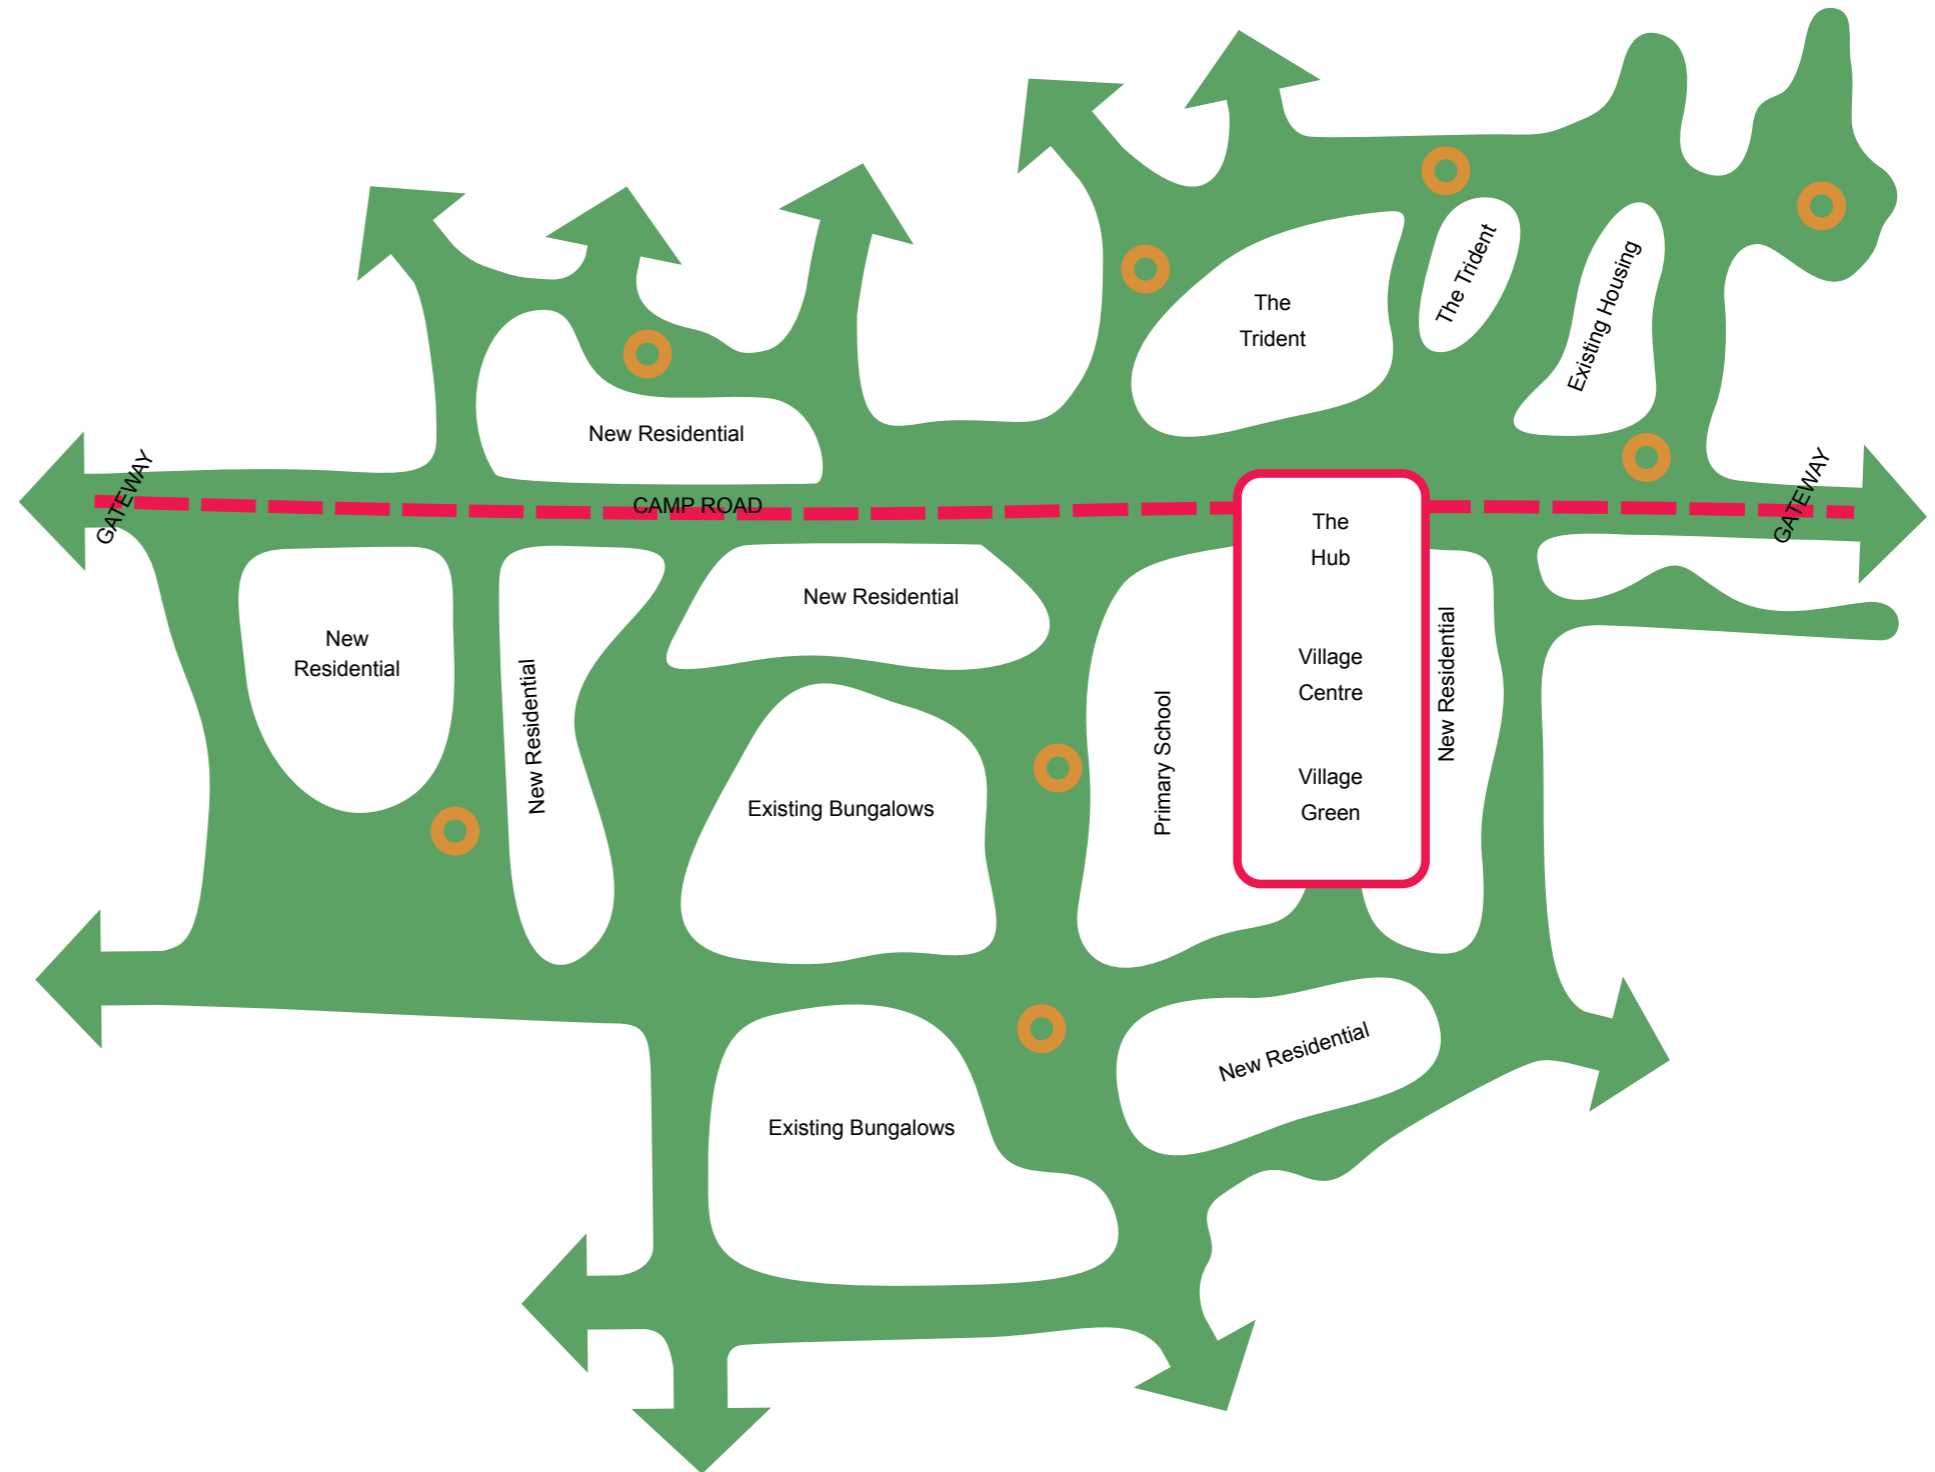 The Trident
Existing Housing
The
Trident
New Residential
GATEWAY
CAMP ROAD
GATEWAY
The
Hub
New Residential
New
Residential
New Residential
New Residential
Village
Centre
Primary School
Village
Green
Existing Bungalows
New Residential
Existing Bungalows